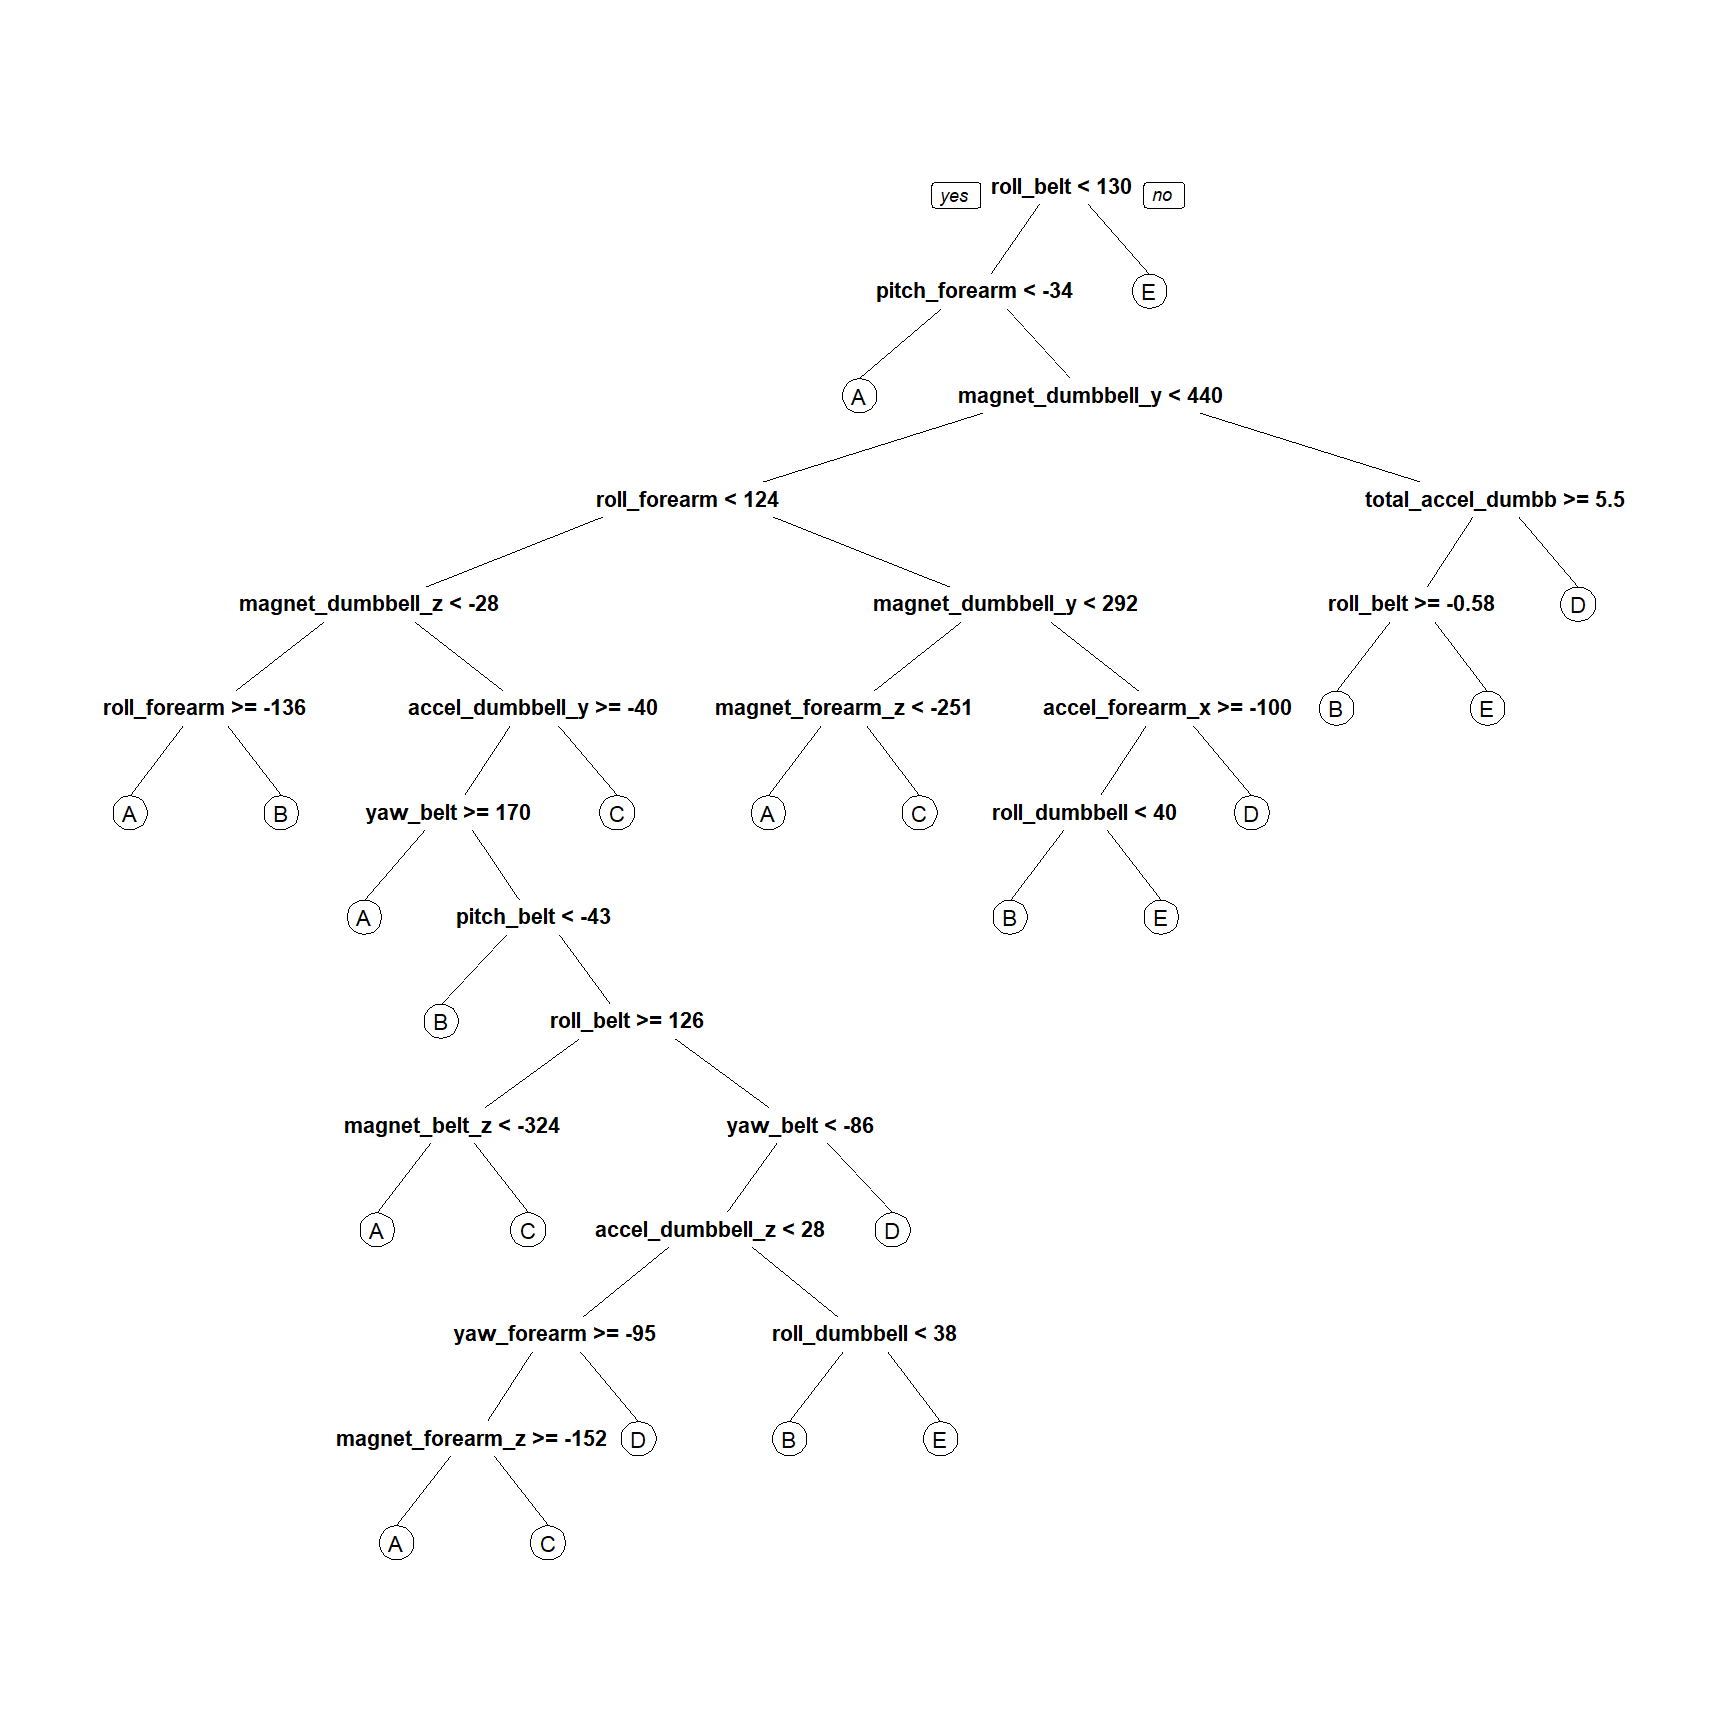 yes roll_belt < 130 no
pitch_forearm < -34 E
A magnet_dumbbell_y < 440
roll_forearm < 124 total_accel_dumbb >= 5.5
magnet_dumbbell_z < -28 magnet_dumbbell_y < 292 roll_belt >= -0.58 D
roll_forearm >= -136 accel_dumbbell_y >= -40 magnet_forearm_z < -251 accel_forearm_x >= -100 B E
A B yaw_belt >= 170 C A C roll_dumbbell < 40 D
A pitch_belt < -43 B E
B roll_belt >= 126
magnet_belt_z < -324 yaw_belt < -86
A C accel_dumbbell_z < 28 D
yaw_forearm >= -95 roll_dumbbell < 38
magnet_forearm_z >= -152 D B E
A C